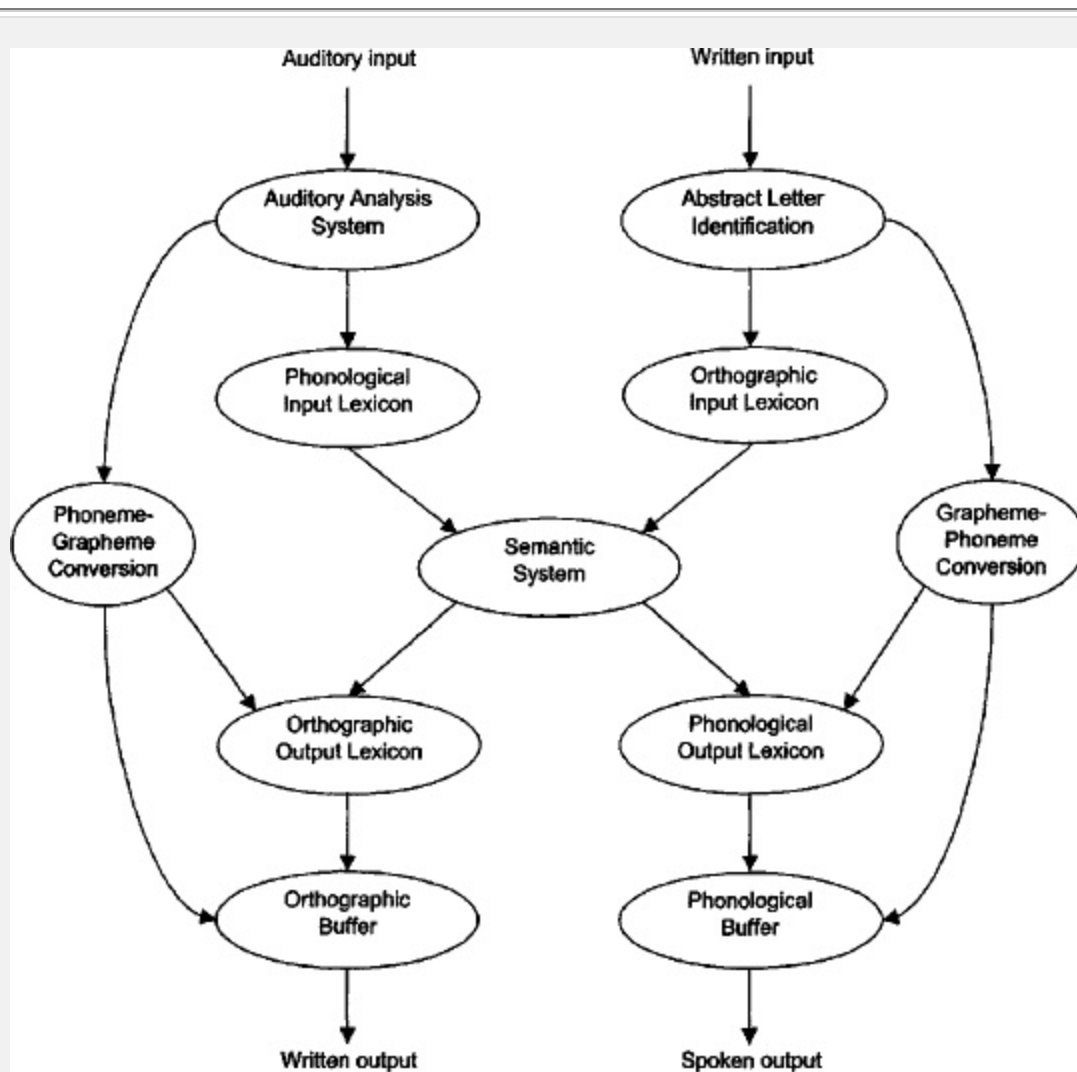 Auditory input
Written input
Auditory Analysis
System
Abstract Letter
Identification
Phonological
Input Lexicon
Orthographic
Input Lexicon
Phoneme-
Grapheme
Conversion
Semantic
System
Grapheme-
Phoneme
Conversion
Orthographic
Output Lexicon
Phonological
Output Lexicon
Orthographic
Buffer
Phonological
Buffer
Written output
Spoken output